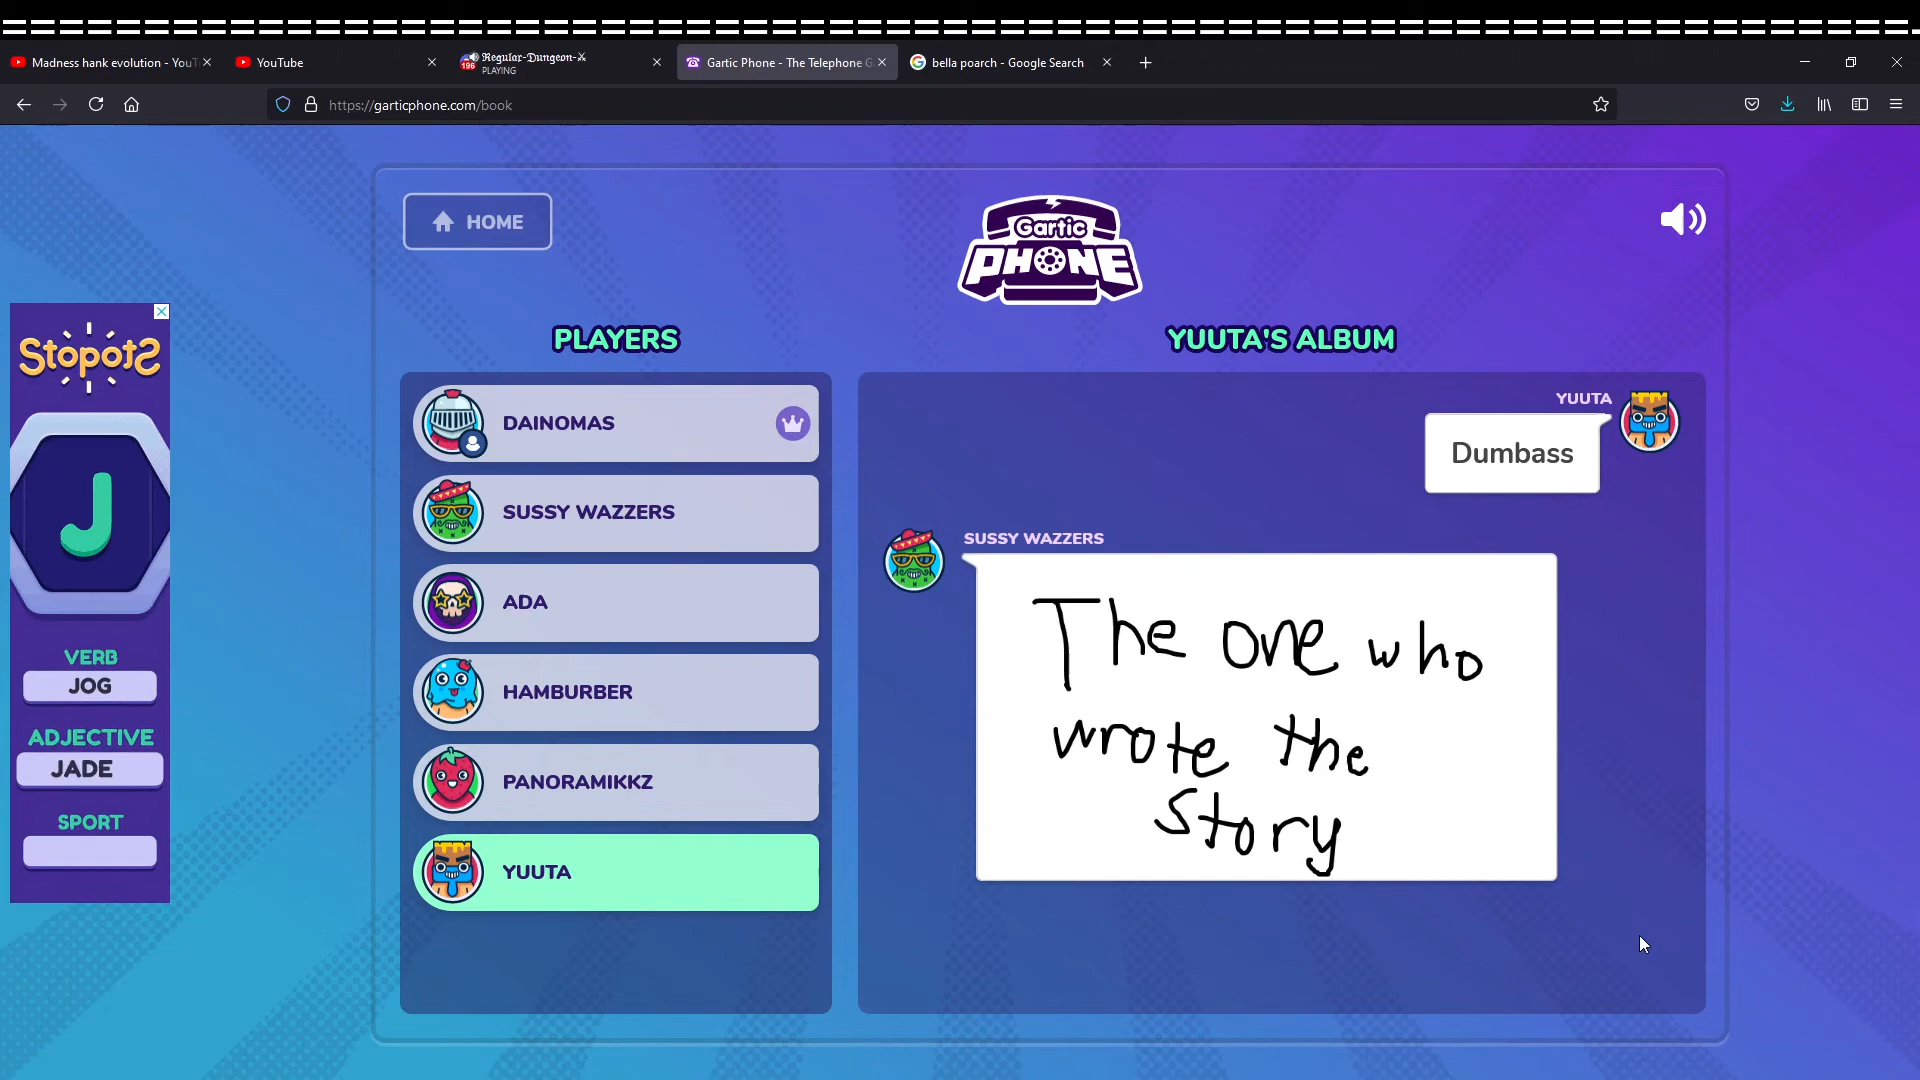 Madness hank evolution - YouT
YouTube
196
𝕽𝖊𝖌𝖚𝖑𝖆𝖗-𝕯𝖚𝖓𝖌𝖊𝖔𝖓-⚔
PLAYING
Gartic Phone - The Telephone G
bella poarch - Google Search
https://garticphone.com/book
HOME
Gartic
PHONE
PLAYERS
YUUTA'S ALBUM
StopotS
J
VERB
JOG
ADJECTIVE
JADE
SPORT
DAINOMAS
SUSSY WAZZERS
ADA
HAMBURBER
PANORAMIKKZ
YUUTA
YUUTA
Dumbass
SUSSY WAZZERS
The one who
wrote the
Story